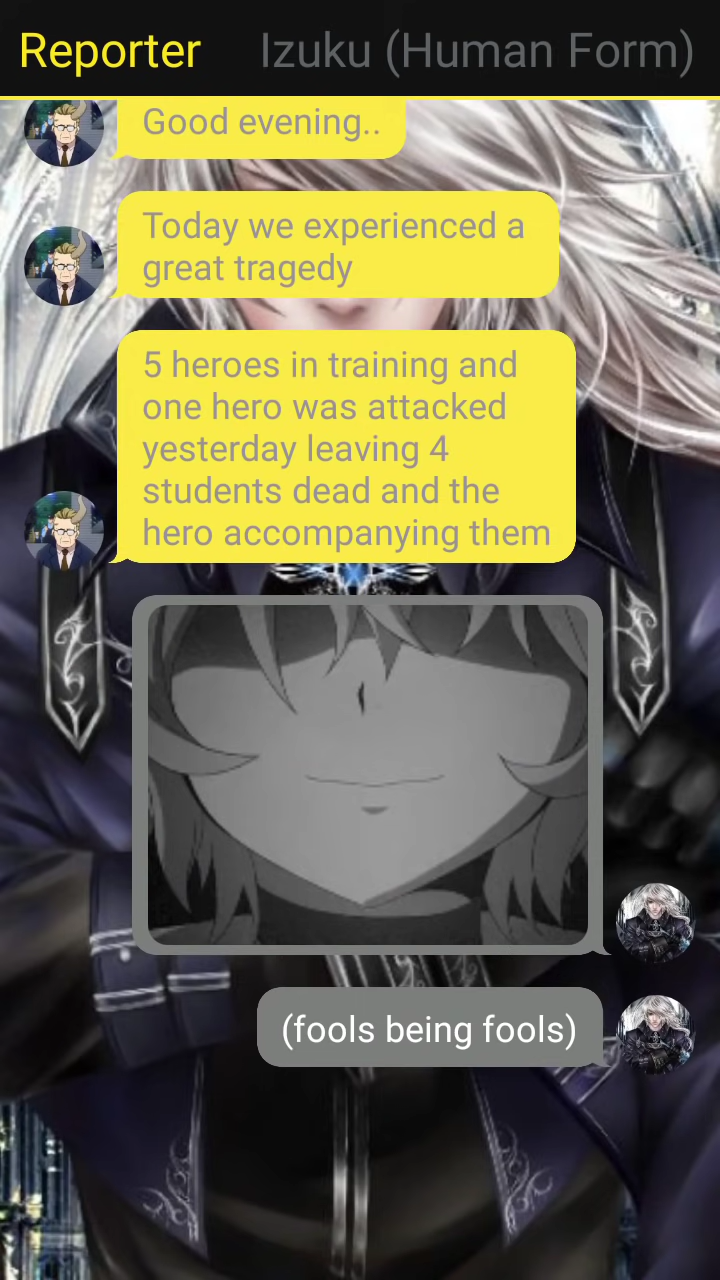 Reporter
Izuku (Human Form)
Good evening..
Today we experienced a
great tragedy
5 heroes in training and
one hero was attacked
yesterday leaving 4
students dead and the
hero accompanying them
(fools being fools)